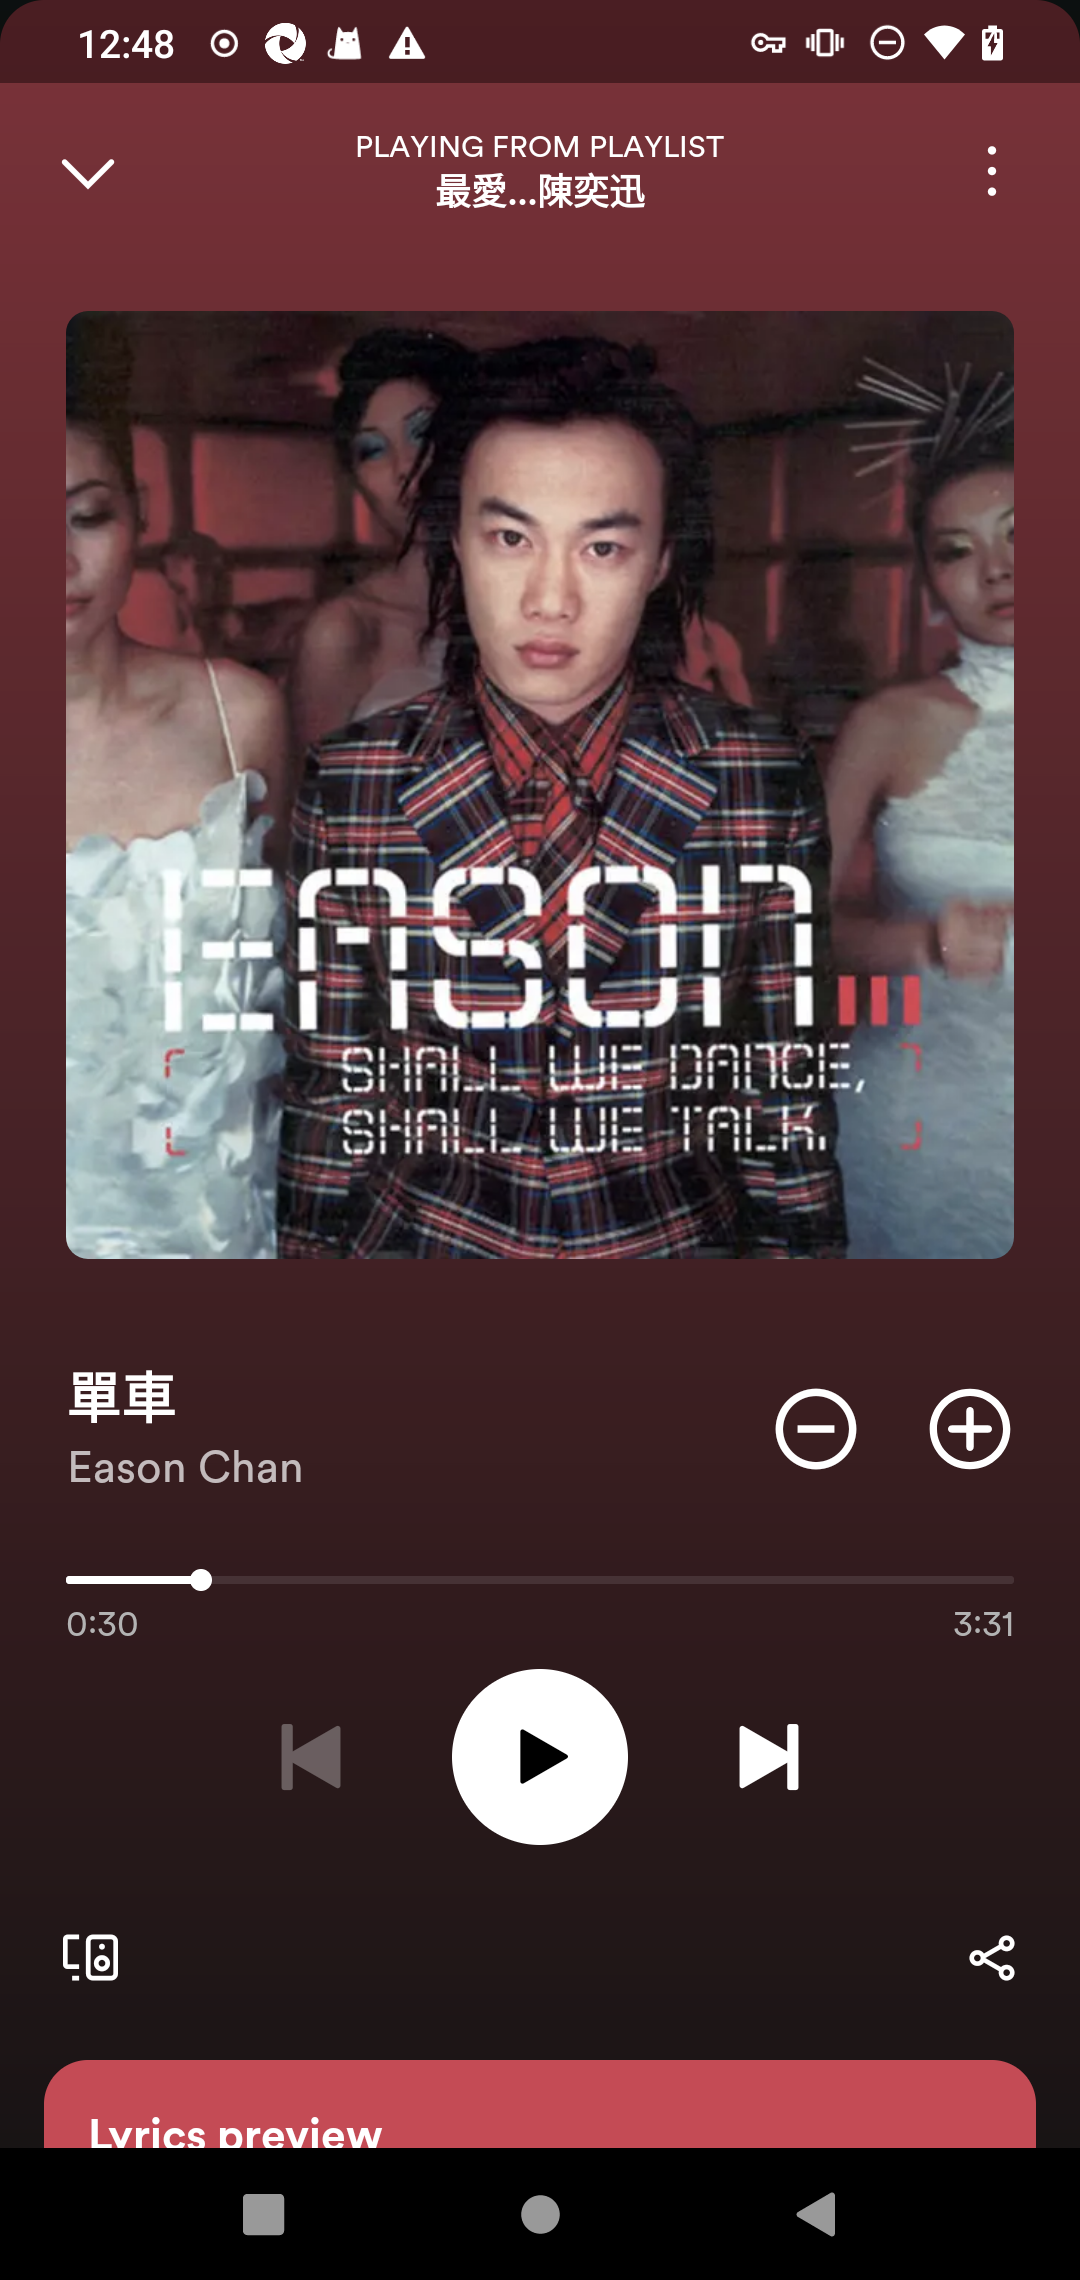 12:48
PLAYING FROM PLAYLIST
最愛...陳奕迅
EASON...
SHALL WE DANCE,
SHALL WE TALK.
單車
Eason Chan
0:30
3:31
Lyrics preview